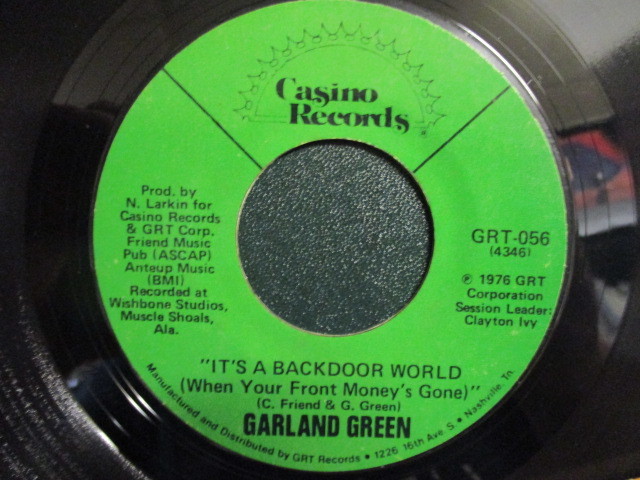 Casino
Records
Prod. by
N. Larkin for
Casino Records
& GRT Corp.
Friend Music
Pub (ASCAP)
Anteup Music
(BMI)
Recorded at
Wishbone Studios,
Muscle Shoals,
Ala.
GRT-056
(4346)
℗ 1976 GRT
Corporation
Session Leader:
Clayton Ivy
"IT'S A BACKDOOR WORLD
(When Your Front Money's Gone)"
(C. Friend & G. Green)
GARLAND GREEN
Manufactured and Distributed by GRT Records • 1226 16th Ave S. • Nashville, Tn.